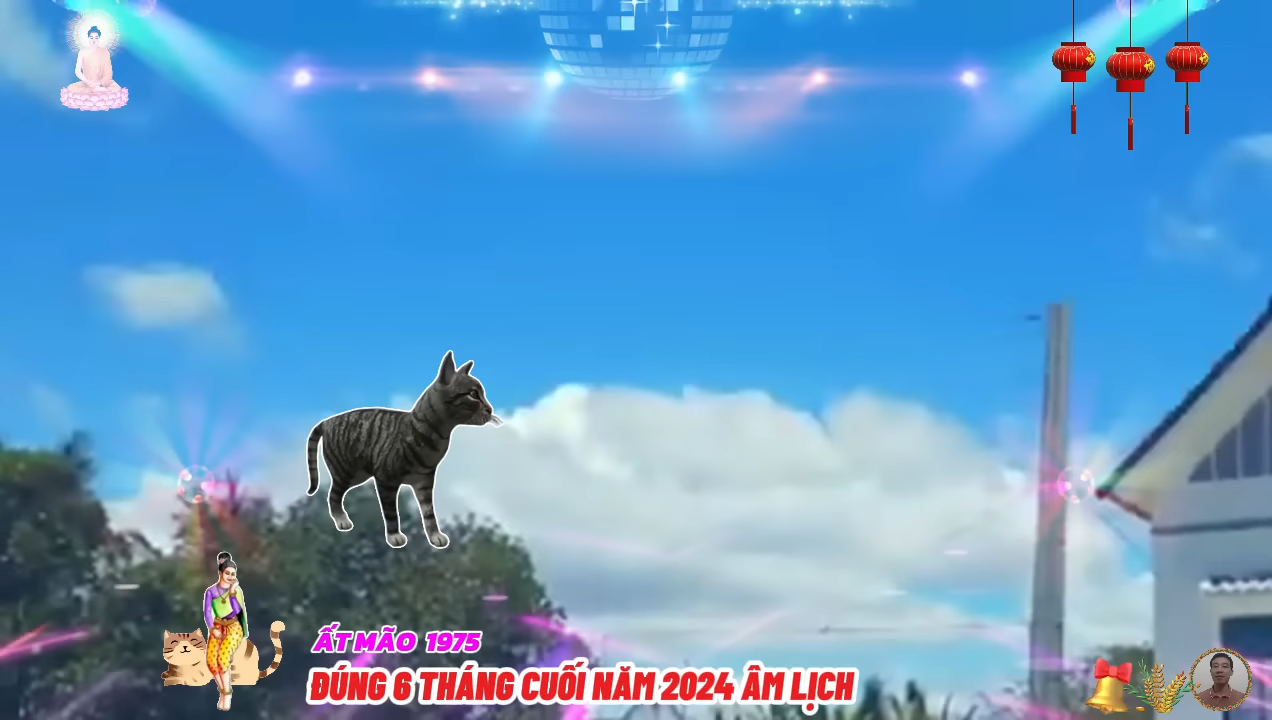 ẤT MÃO 1975
ĐÚNG 6 THÁNG CUỐI NĂM 2024 ÂM LỊCH